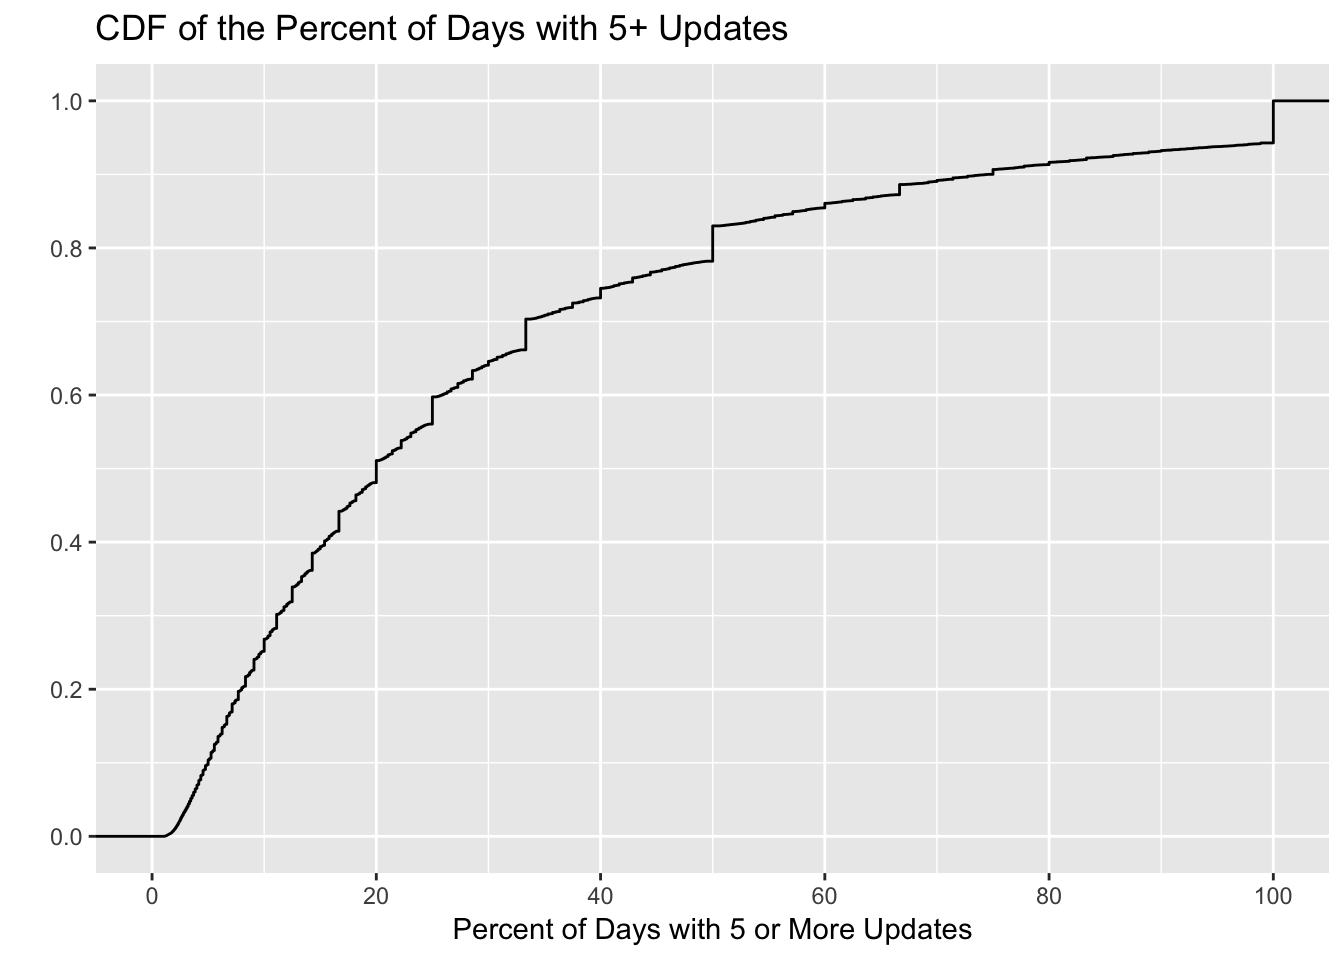 CDF of the Percent of Days with 5+ Updates
1.0
0.8
0.6
0.4
0.2
0.0
0 20 40 60 80 100
Percent of Days with 5 or More Updates